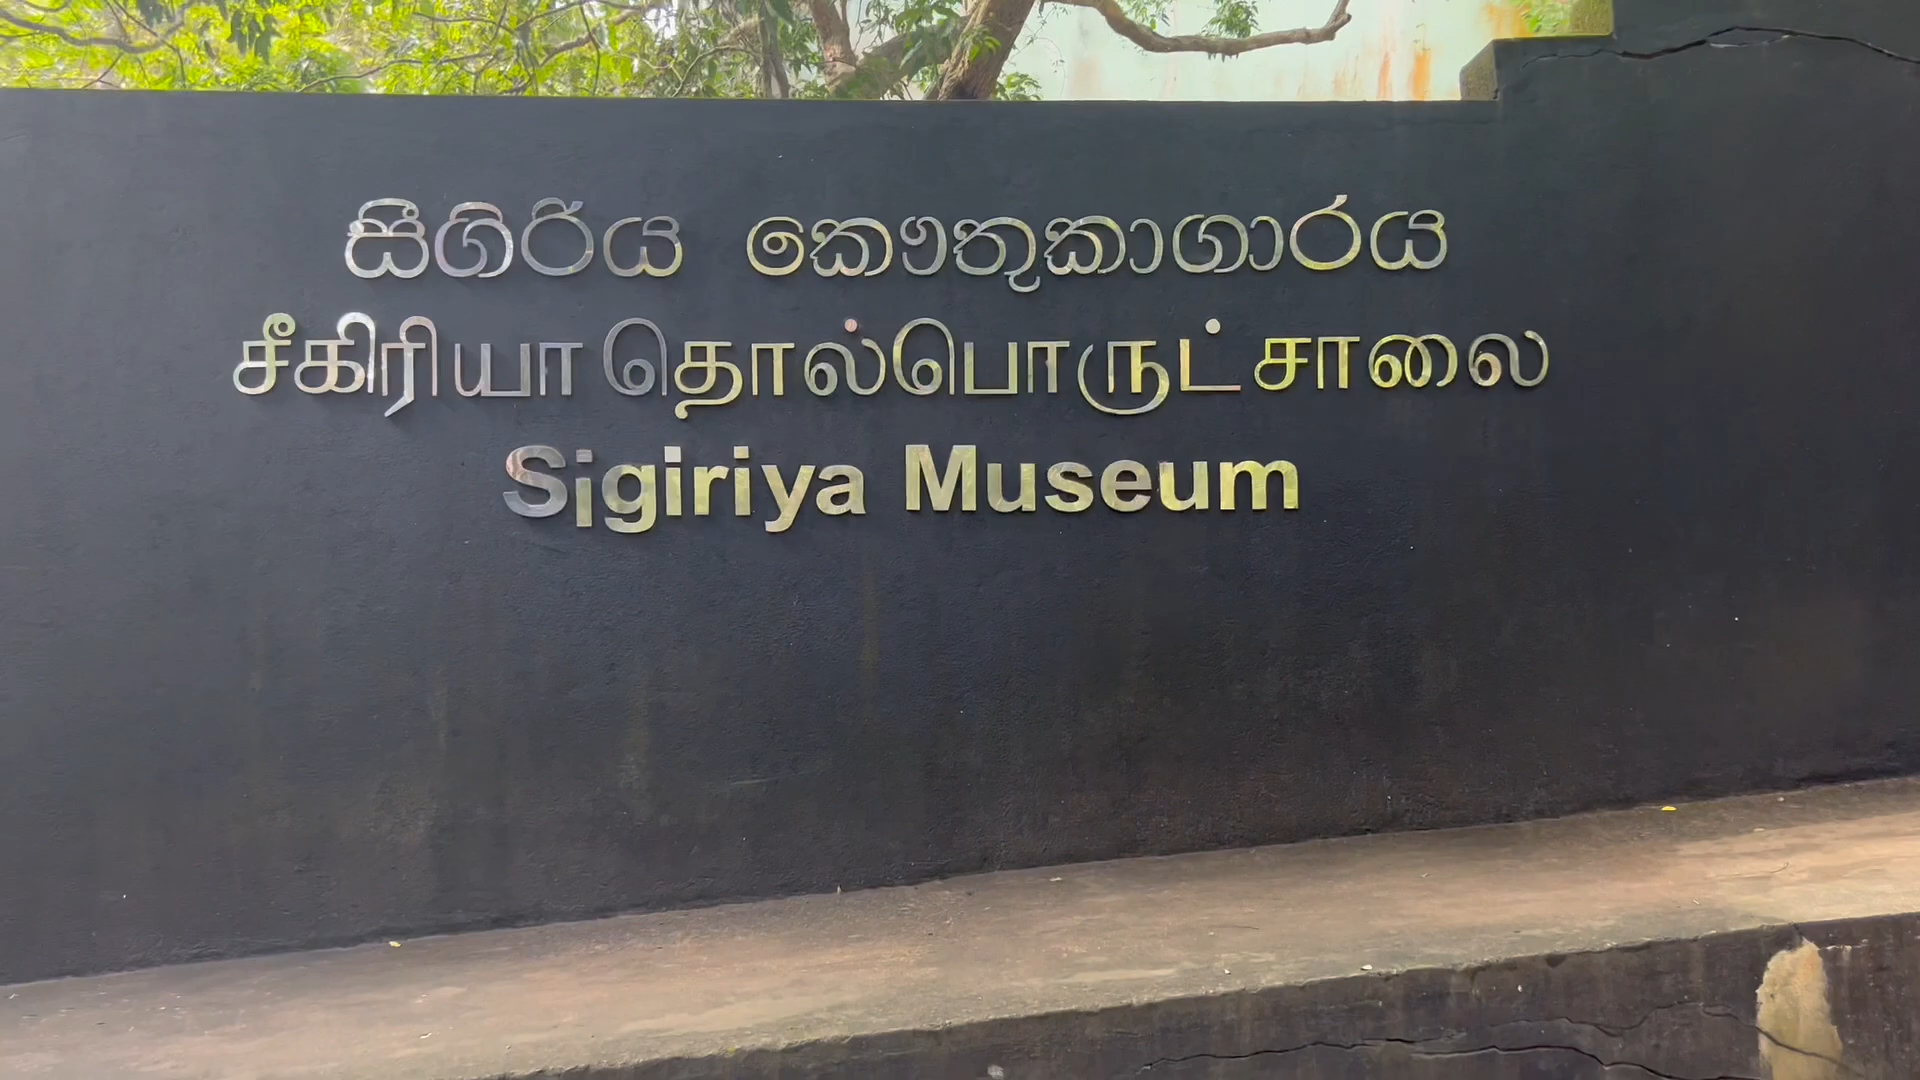 සීගිරිය කෞතුකාගාරය
சீகிரியா தொல்பொருட்சாலை
Sigiriya Museum